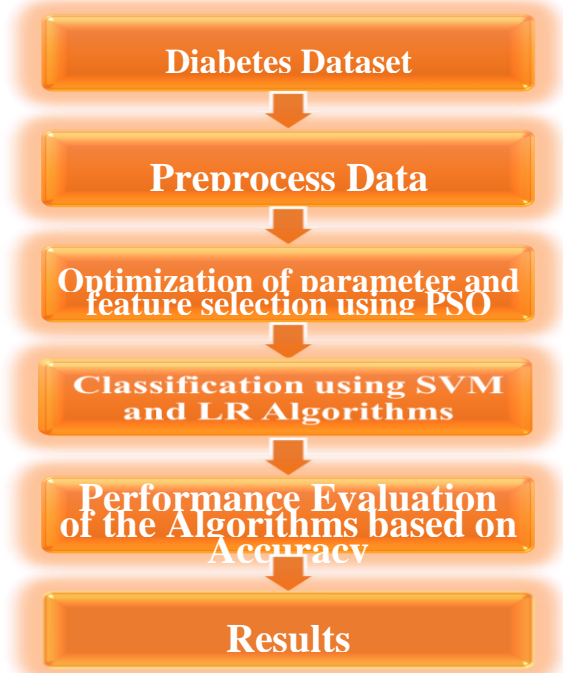 Diabetes Dataset
Preprocess Data
Optimization of parameter and
feature selection using PSO
Classification using SVM
and LR Algorithms
Performance Evaluation
of the Algorithms based on
Accuracy
Results